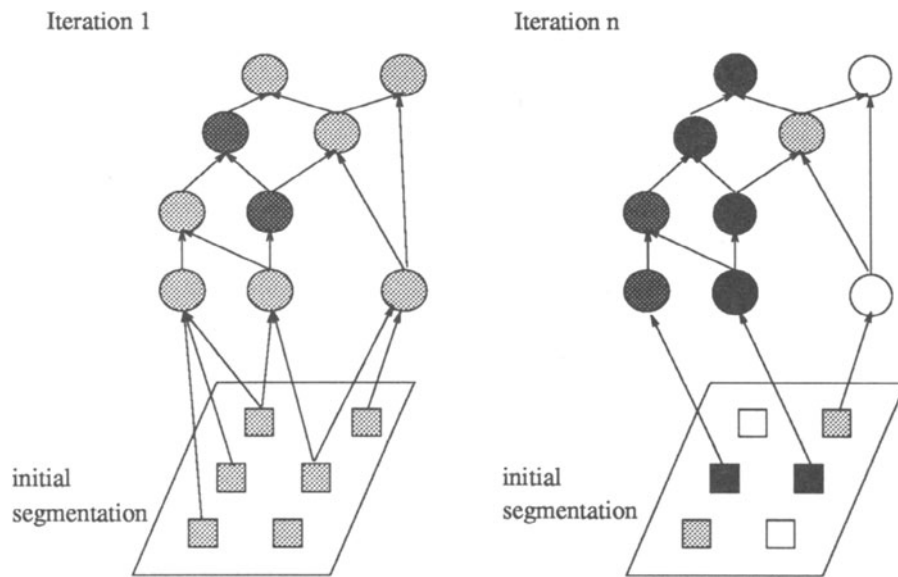 Iteration 1
Iteration n
initial
segmentation
initial
segmentation